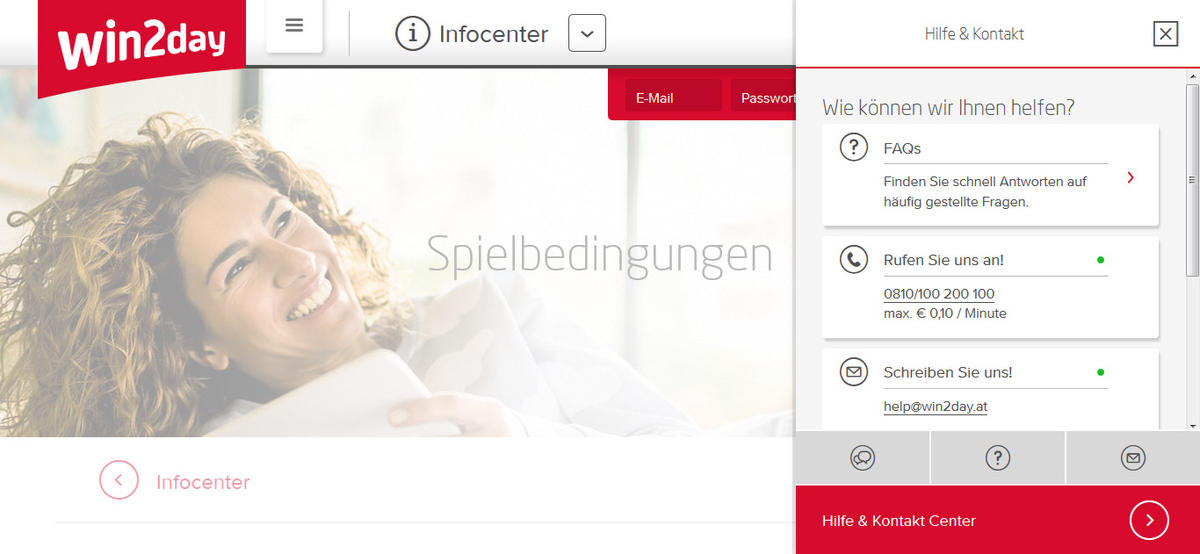 win2day
Infocenter
E-Mail
Passwort
Spielbedingungen
Infocenter
Hilfe & Kontakt
Wie können wir Ihnen helfen?
FAQs
Finden Sie schnell Antworten auf
häufig gestellte Fragen.
Rufen Sie uns an!
0810/100 200 100
max. € 0,10 / Minute
Schreiben Sie uns!
help@win2day.at
Hilfe & Kontakt Center